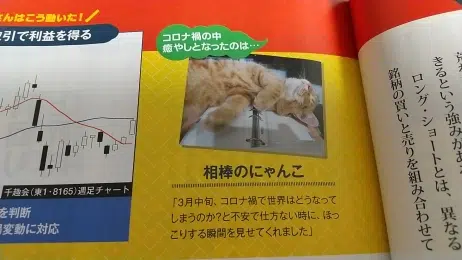 さんはこう動いた！
取引で利益を得る
千趣会(東1・8165)週足チャート
を判断
変動に対応
コロナ禍の中
癒やしとなったのは…
相棒のにゃんこ
「3月中旬、コロナ禍で世界はどうなって
しまうのか?と不安で仕方ない時に、ほっ
こりする瞬間を見せてくれました」
きるという強みがある
ロング・ショートとは、異なる
銘柄の買いと売りを組み合わせて